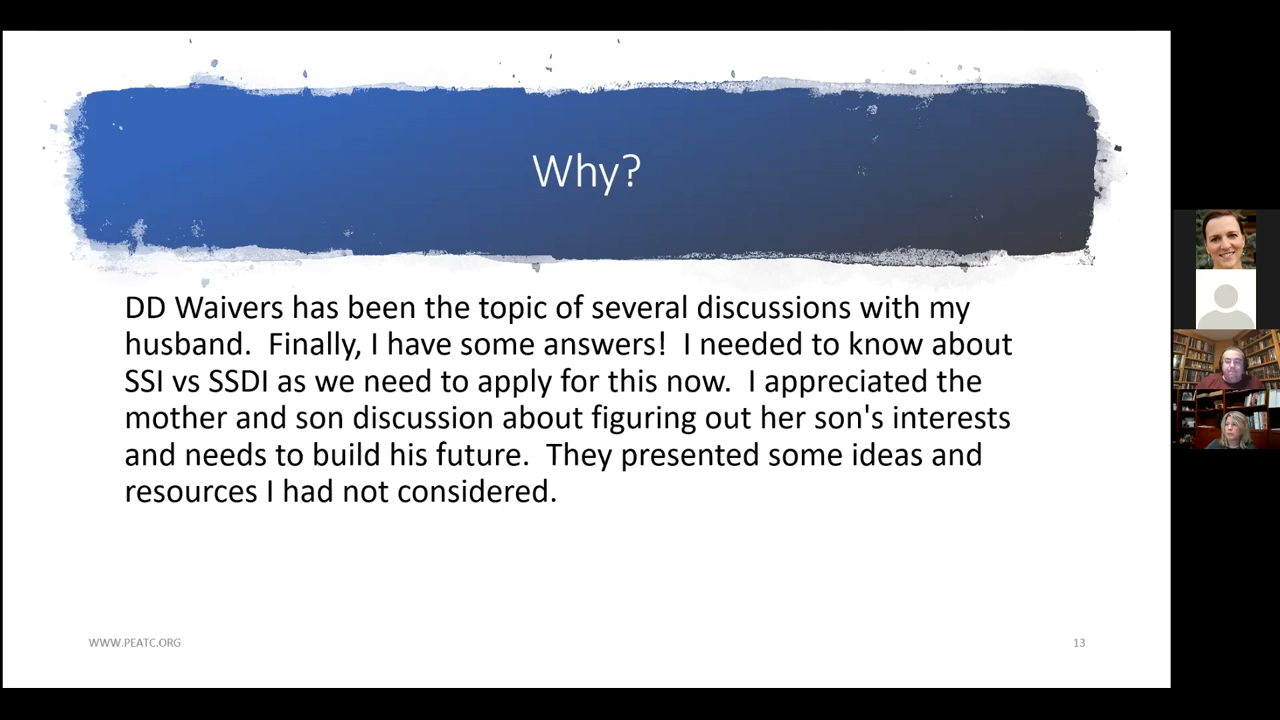 Why?
DD Waivers has been the topic of several discussions with my
husband.  Finally, I have some answers!  I needed to know about
SSI vs SSDI as we need to apply for this now.  I appreciated the
mother and son discussion about figuring out her son's interests
and needs to build his future.  They presented some ideas and
resources I had not considered.
WWW.PEATC.ORG
13